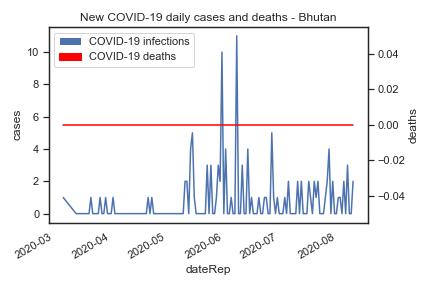 New COVID-19 daily cases and deaths - Bhutan
COVID-19 infections
COVID-19 deaths
10
8
6
4
2
0
cases
0.04
0.02
0.00
−0.02
−0.04
deaths
2020-03
2020-04
2020-05
2020-06
2020-07
2020-08
dateRep